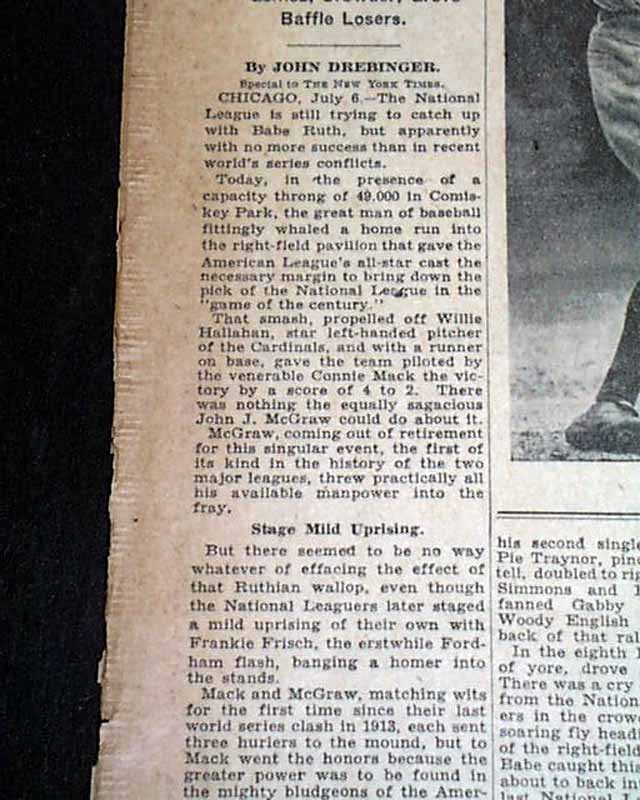 Baffle Losers.
By JOHN DREBINGER.
Special to THE NEW YORK TIMES.
CHICAGO, July 6.—The National
League is still trying to catch up
with Babe Ruth, but apparently
with no more success than in recent
world's series conflicts.
Today, in the presence of a
capacity throng of 49,000 in Comis-
key Park, the great man of baseball
fittingly whaled a home run into
the right-field pavilion that gave the
American League's all-star cast the
necessary margin to bring down the
pick of the National League in the
"game of the century."
That smash, propelled off Willie
Hallahan, star left-handed pitcher
of the Cardinals, and with a runner
on base, gave the team piloted by
the venerable Connie Mack the vic-
tory by a score of 4 to 2. There
was nothing the equally sagacious
John J. McGraw could do about it.
McGraw, coming out of retirement
for this singular event, the first of
its kind in the history of the two
major leagues, threw practically all
his available manpower into the
fray.
Stage Mild Uprising.
But there seemed to be no way
whatever of effacing the effect of
that Ruthian wallop, even though
the National Leaguers later staged
a mild uprising of their own with
Frankie Frisch, the erstwhile Ford-
ham flash, banging a homer into
the stands.
Mack and McGraw, matching wits
for the first time since their last
world series clash in 1913, each sent
three hurlers to the mound, but to
Mack went the honors because the
greater power was to be found in
the mighty bludgeons of the Amer-
his second single
Pie Traynor, pinc
tell, doubled to rig
Simmons and
fanned Gabby
Woody English
back of that ral
In the eighth
of yore, drove
There was a cry
from the Nation
ers in the crow
soaring fly headi
of the right-field
Babe caught this
about to back in
National L